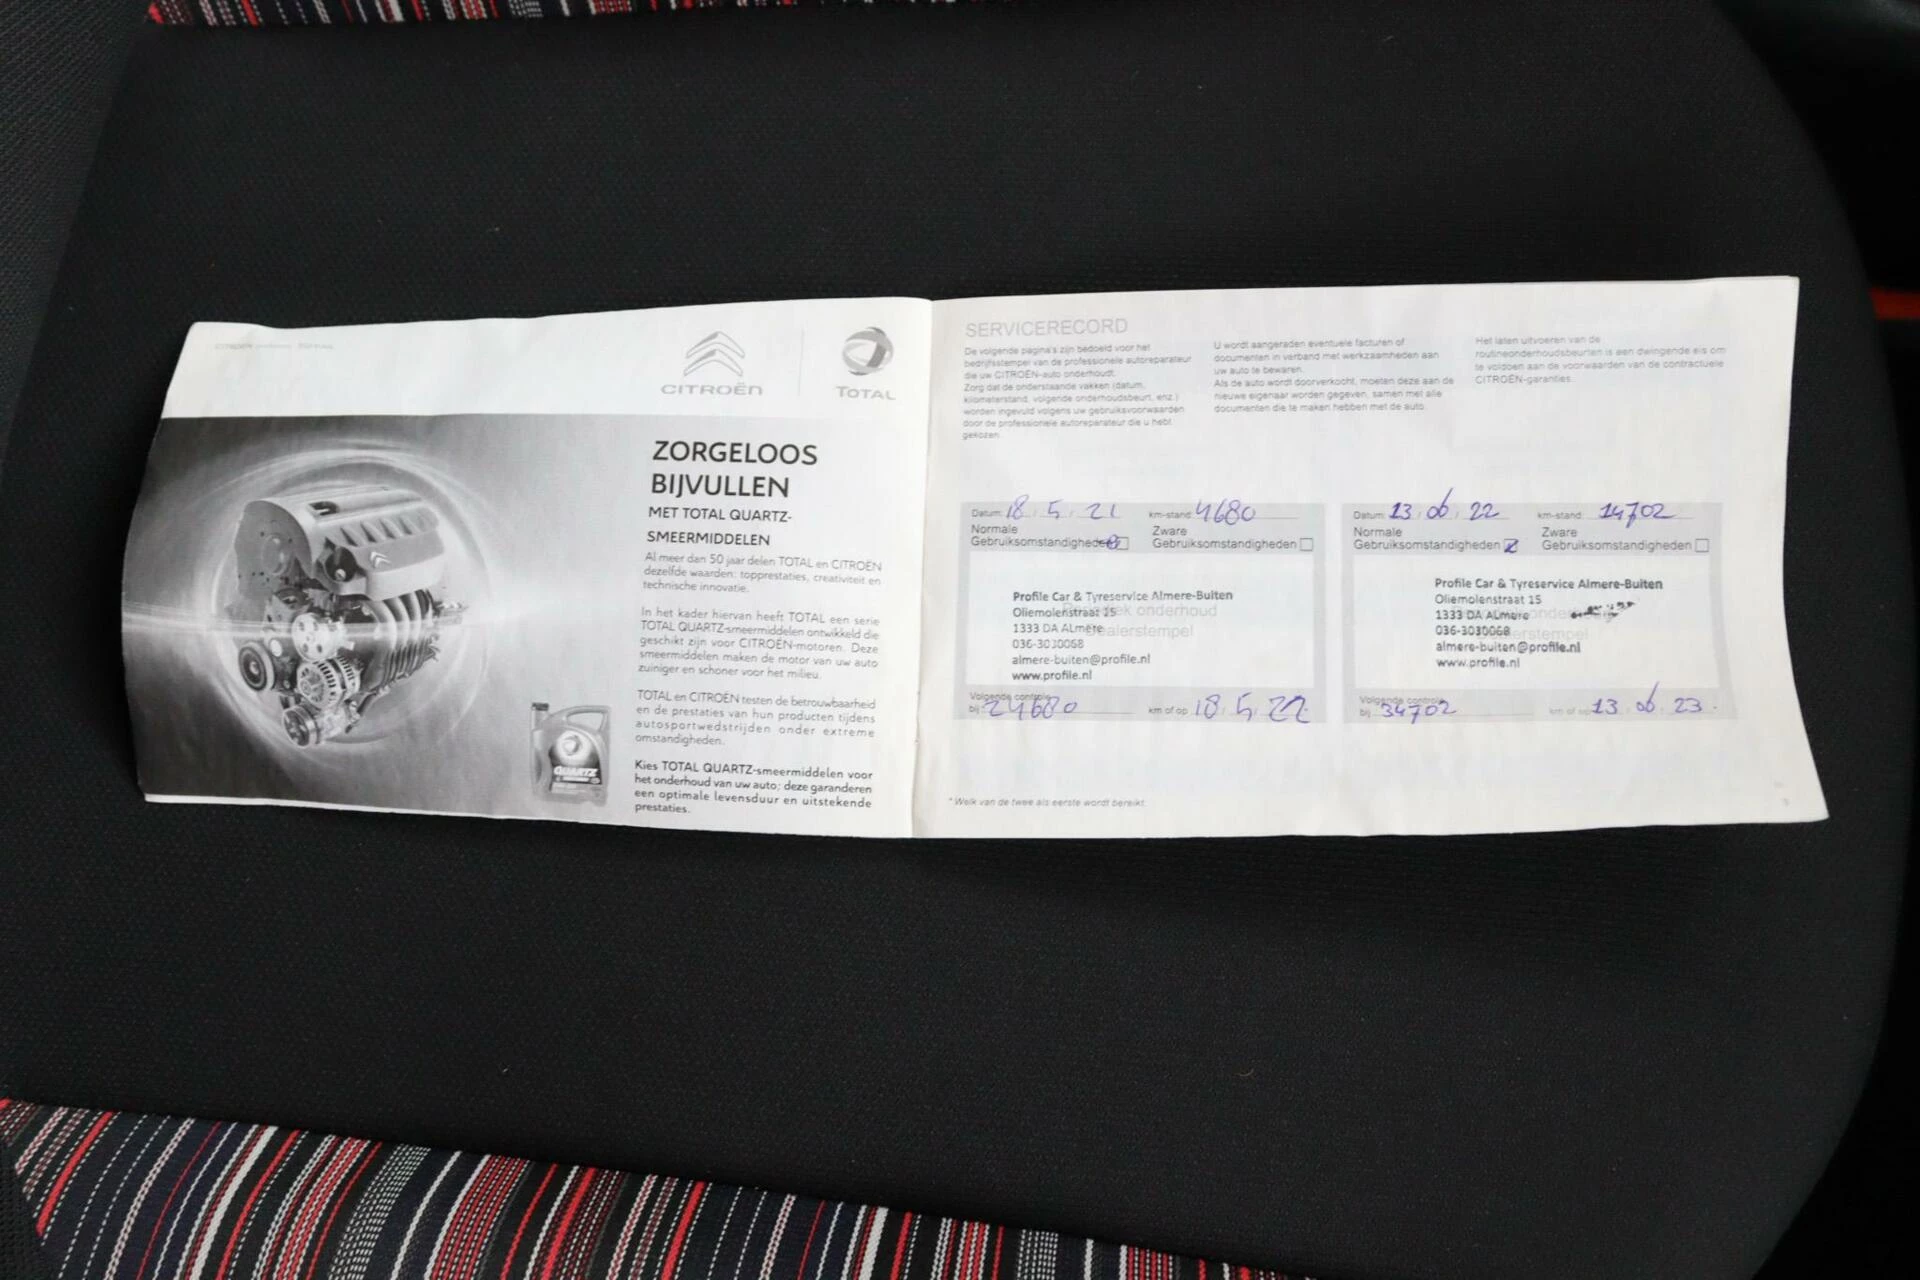 CITROËN
TOTAL
ZORGELOOS
BIJVULLEN
MET TOTAL QUARTZ-
SMEERMIDDELEN
Al meer dan 50 jaar delen TOTAL en CITROËN
dezelfde waarden: topprestaties, creativiteit en
technische innovatie.
In het kader hiervan heeft TOTAL een serie
TOTAL QUARTZ-smeermiddelen ontwikkeld die
geschikt zijn voor CITROËN-motoren. Deze
smeermiddelen maken de motor van uw auto
zuiniger en schoner voor het milieu.
TOTAL en CITROËN testen de betrouwbaarheid
en de prestaties van hun producten tijdens
autosportwedstrijden onder extreme
omstandigheden.
Kies TOTAL QUARTZ-smeermiddelen voor
het onderhoud van uw auto; deze garanderen
een optimale levensduur en uitstekende
prestaties.
QUARTZ
SERVICERECORD
De volgende pagina's zijn bedoeld voor het
bedrijfsstempel van de professionele autoreparateur
die uw CITROËN-auto onderhoudt.
Zorg dat de onderstaande vakken (datum,
kilometerstand, volgende onderhoudsbeurt, enz.)
worden ingevuld volgens uw gebruiksvoorwaarden
door de professionele autoreparateur die u hebt
gekozen.
U wordt aangeraden eventuele facturen of
documenten in verband met werkzaamheden aan
uw auto te bewaren.
Als de auto wordt doorverkocht, moeten deze aan de
nieuwe eigenaar worden gegeven, samen met alle
documenten die te maken hebben met de auto.
Het laten uitvoeren van de
routineonderhoudsbeurten is een dwingende eis om
te voldoen aan de voorwaarden van de contractuele
CITROËN-garanties.
Datum: 18 / 5 / 21 km-stand: 4680
Normale
Gebruiksomstandigheden
Zware
Gebruiksomstandigheden
Profile Car & Tyreservice Almere-Buiten
Oliemolenstraat 15
1333 DA Almere
036-3030068
almere-buiten@profile.nl
www.profile.nl
onderhoud
Dealerstempel
Volgende controle
bij: 24680 km of op 18 / 5 / 22
Datum: 13 / 06 / 22 km-stand: 14702
Normale
Gebruiksomstandigheden
Zware
Gebruiksomstandigheden
Profile Car & Tyreservice Almere-Buiten
Oliemolenstraat 15
1333 DA Almere
036-3030068
almere-buiten@profile.nl
www.profile.nl
Volgende controle
bij: 34702 km of op 13 / 06 / 23
* Welk van de twee als eerste wordt bereikt.